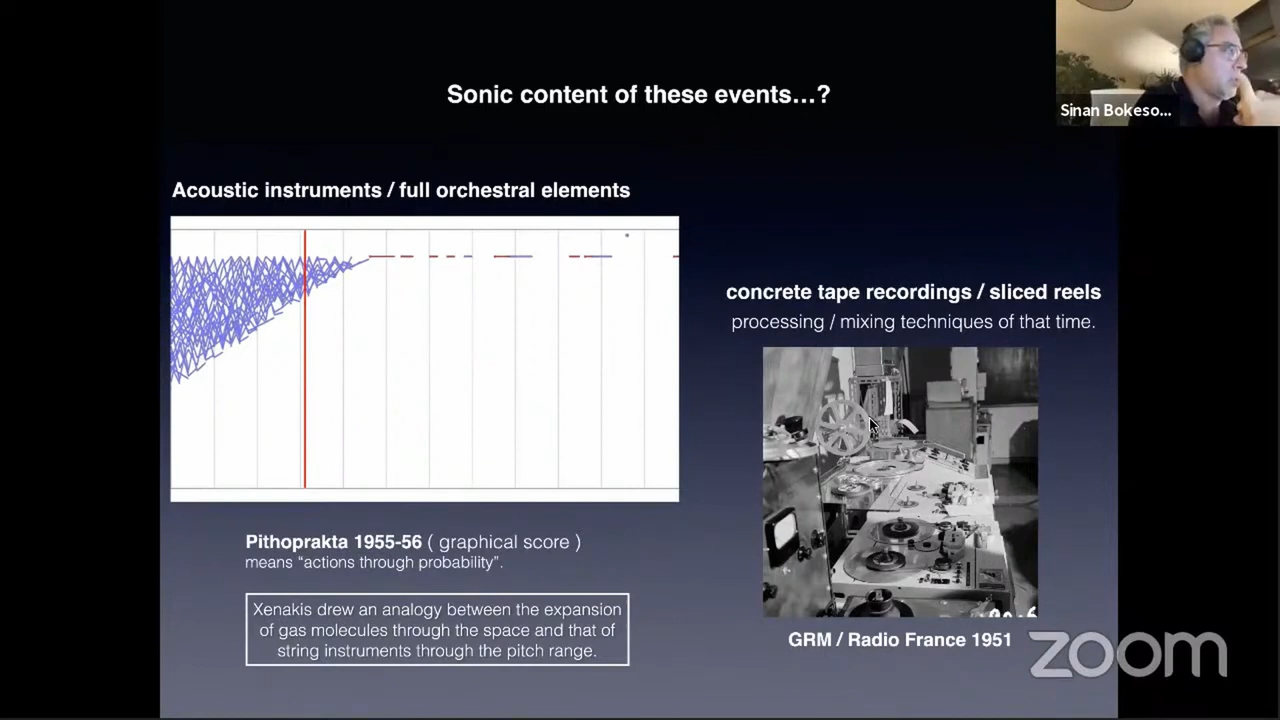 Sonic content of these events...?
Sinan Bokeso...
Acoustic instruments / full orchestral elements
concrete tape recordings / sliced reels
processing / mixing techniques of that time.
Pithoprakta 1955-56 ( graphical score )
means “actions through probability”.
Xenakis drew an analogy between the expansion
of gas molecules through the space and that of
string instruments through the pitch range.
GRM / Radio France 1951
zoom